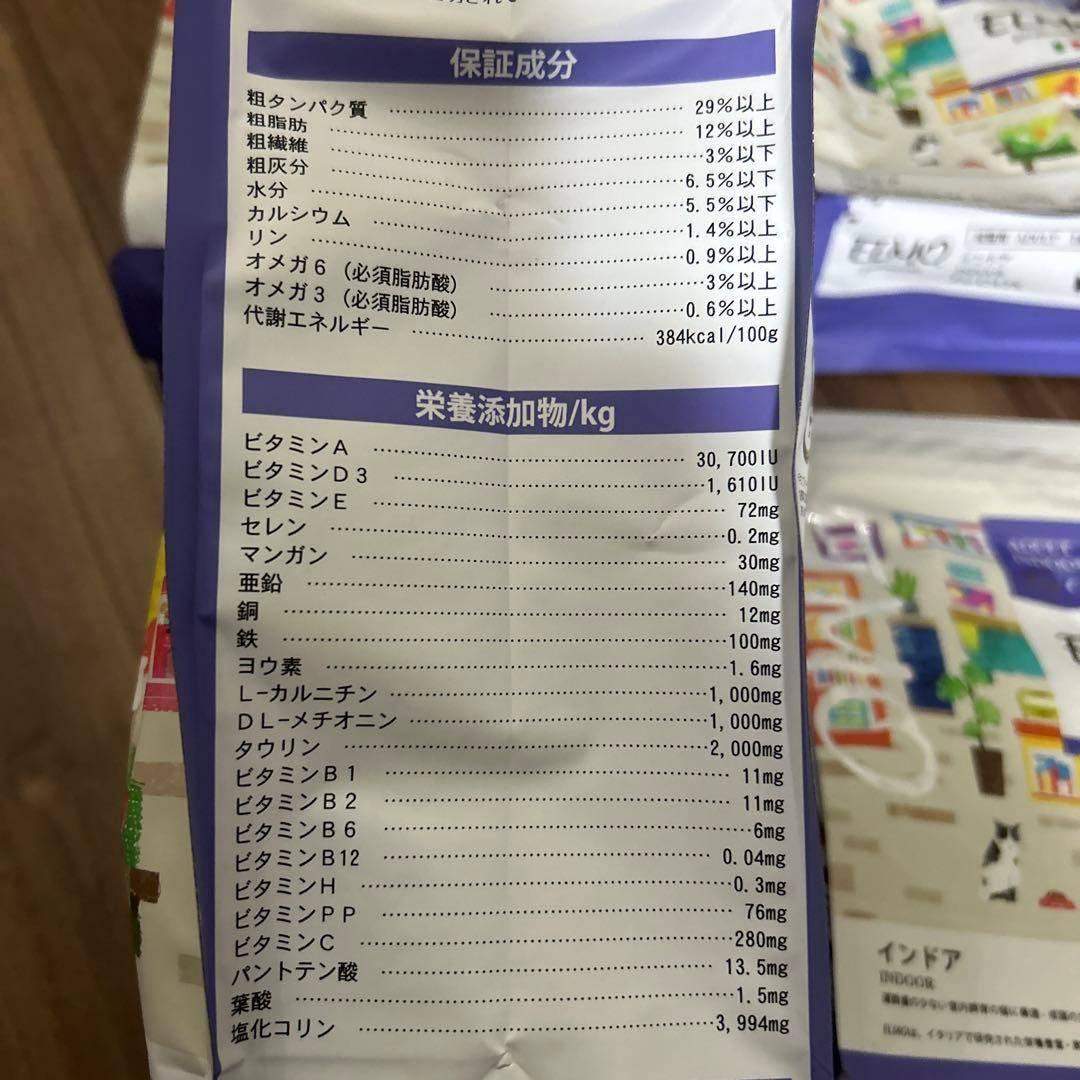 保証成分
粗タンパク質 29%以上
粗脂肪 12%以上
粗繊維 3%以下
粗灰分 6.5%以下
水分 5.5%以下
カルシウム 1.4%以上
リン 0.9%以上
オメガ6（必須脂肪酸） 3%以上
オメガ3（必須脂肪酸） 0.6%以上
代謝エネルギー 384kcal/100g
栄養添加物/kg
ビタミンA 30,700IU
ビタミンD3 1,610IU
ビタミンE 72mg
セレン 0.2mg
マンガン 30mg
亜鉛 140mg
銅 12mg
鉄 100mg
ヨウ素 1.6mg
L-カルニチン 1,000mg
DL-メチオニン 1,000mg
タウリン 2,000mg
ビタミンB1 11mg
ビタミンB2 11mg
ビタミンB6 6mg
ビタミンB12 0.04mg
ビタミンH 0.3mg
ビタミンPP 76mg
ビタミンC 280mg
パントテン酸 13.5mg
葉酸 1.5mg
塩化コリン 3,994mg
ELMO
インドア
INDOOR